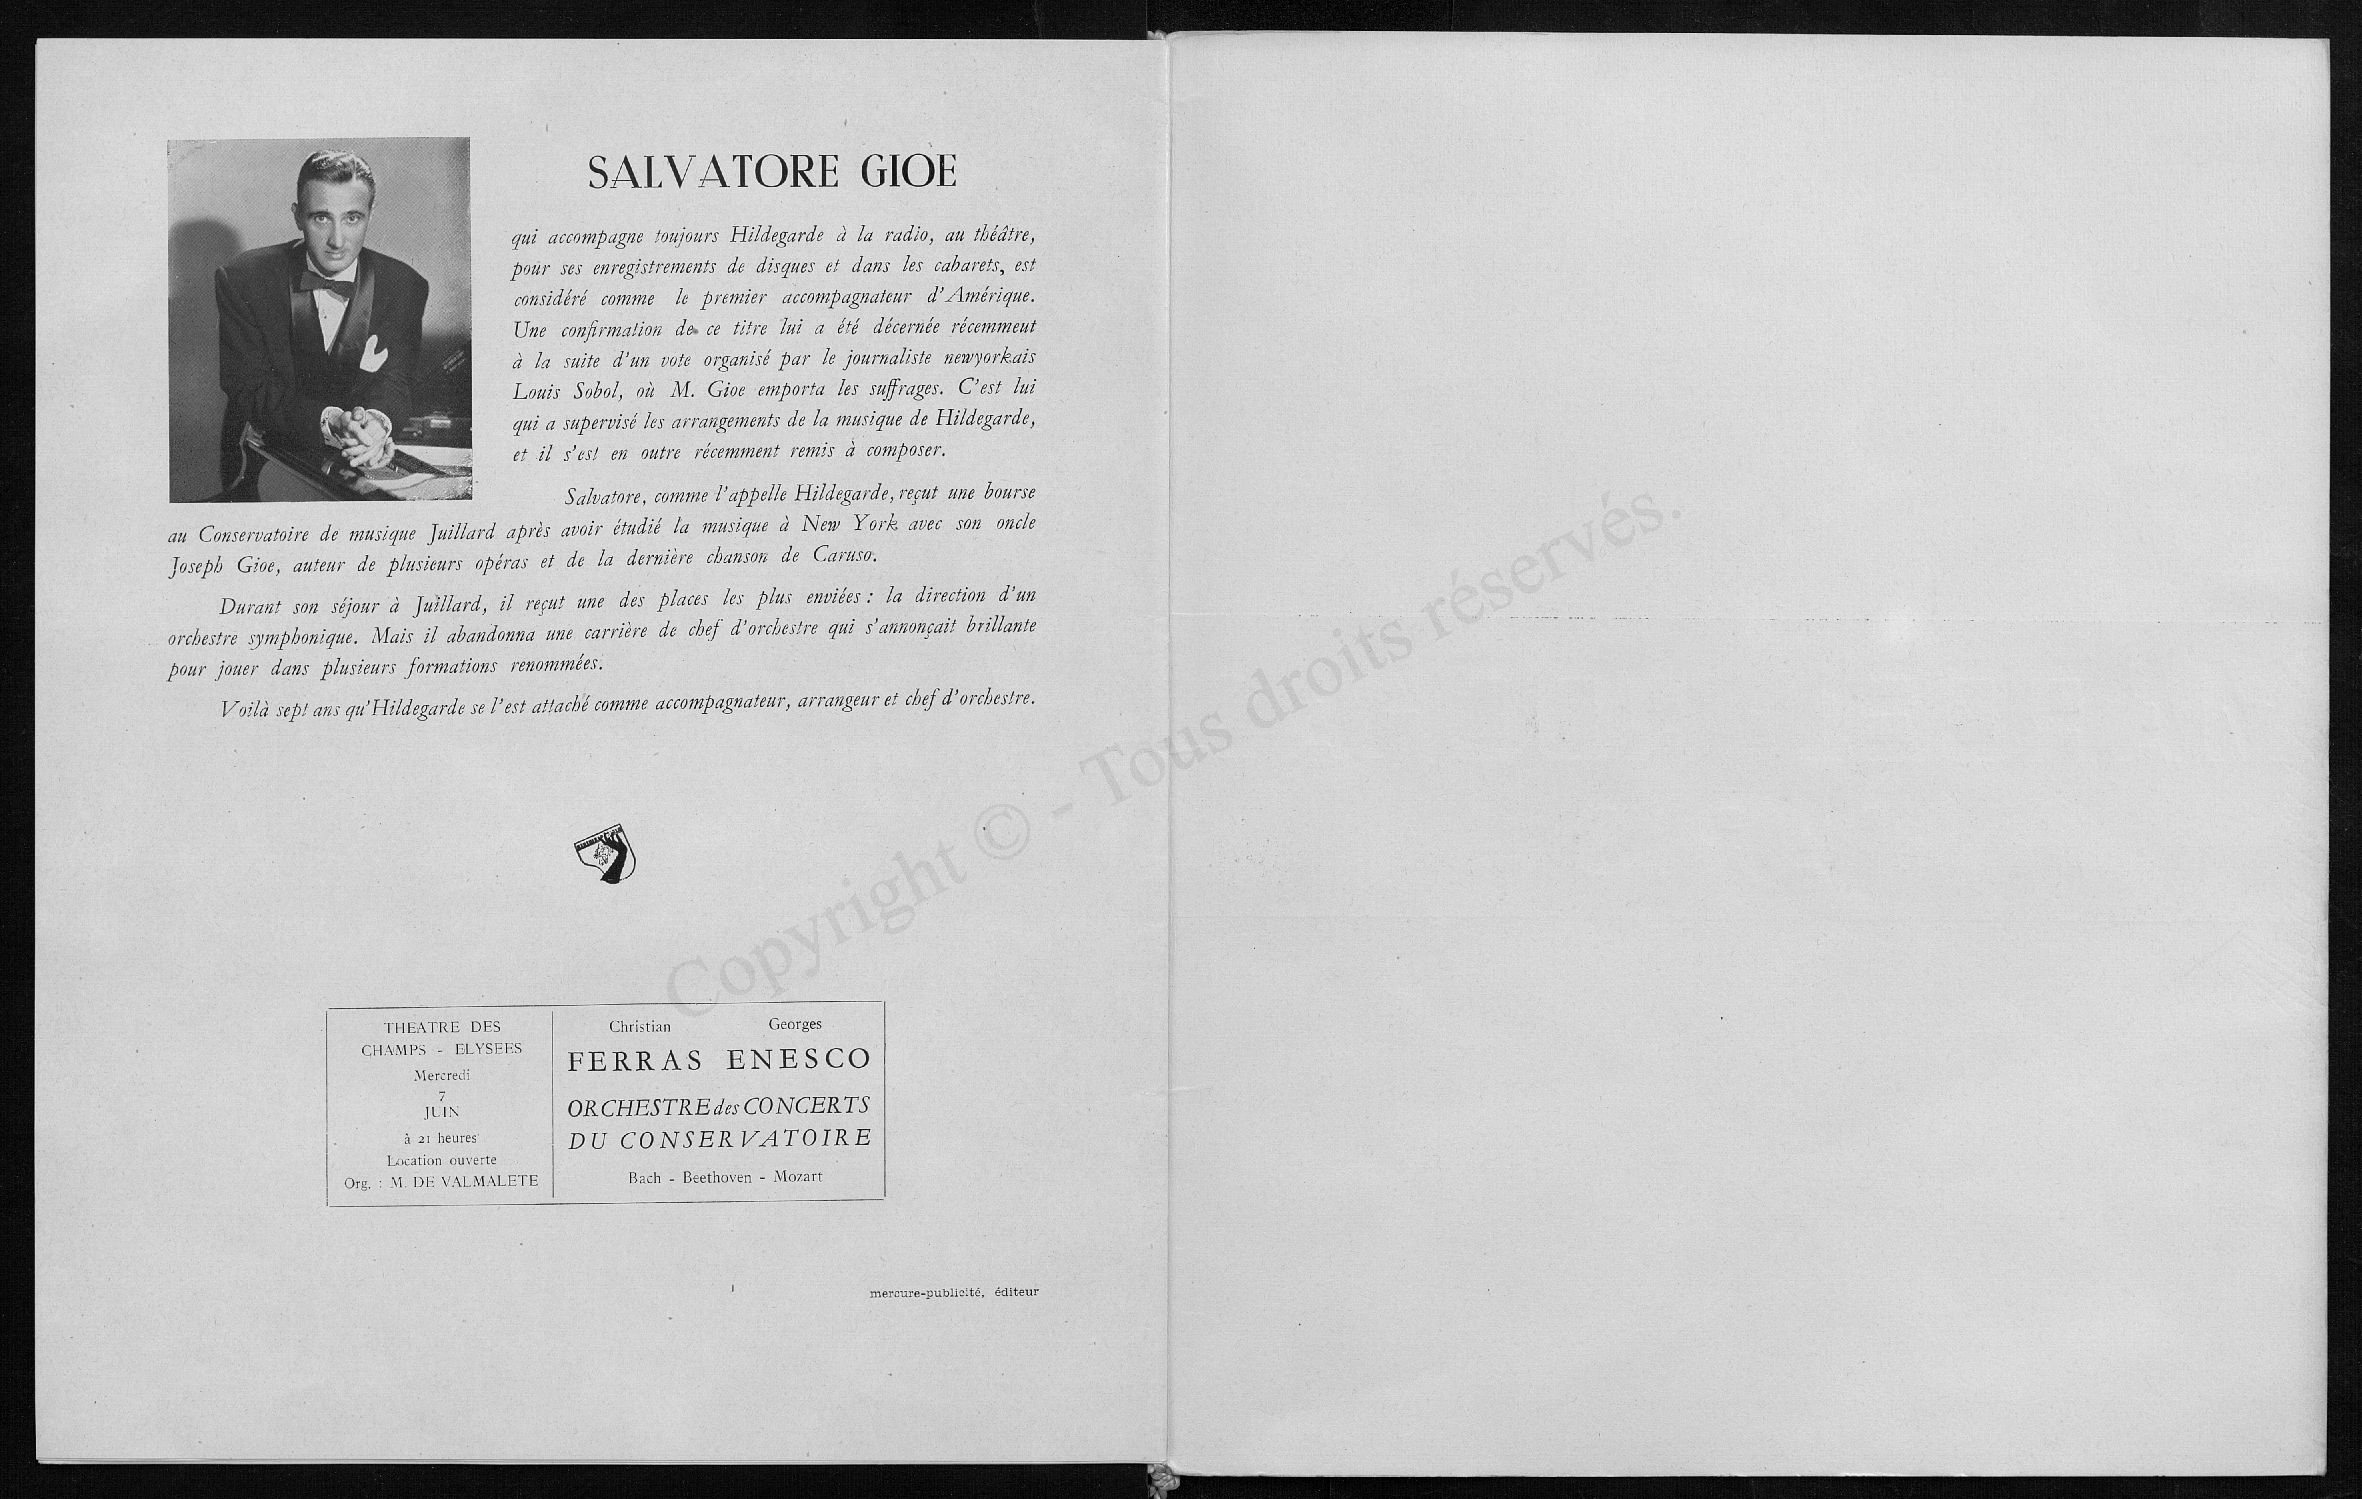 SALVATORE GIOE
qui accompagne toujours Hildegarde à la radio, au théâtre,
pour ses enregistrements de disques et dans les cabarets, est
considéré comme le premier accompagnateur d'Amérique.
Une confirmation de ce titre lui a été décernée récemmeut
à la suite d'un vote organisé par le journaliste newyorkais
Louis Sobol, où M. Gioe emporta les suffrages. C'est lui
qui a supervisé les arrangements de la musique de Hildegarde,
et il s'est en outre récemment remis à composer.
Salvatore, comme l'appelle Hildegarde, reçut une bourse
au Conservatoire de musique Juillard après avoir étudié la musique à New York avec son oncle
Joseph Gioe, auteur de plusieurs opéras et de la dernière chanson de Caruso.
Durant son séjour à Juillard, il reçut une des places les plus enviées : la direction d'un
orchestre symphonique. Mais il abandonna une carrière de chef d'orchestre qui s'annonçait brillante
pour jouer dans plusieurs formations renommées.
Voilà sept ans qu'Hildegarde se l'est attaché comme accompagnateur, arrangeur et chef d'orchestre.
THEATRE DES
CHAMPS - ELYSEES
Mercredi
7
JUIN
à 21 heures
Location ouverte
Org. : M. DE VALMALETE
Christian Georges
FERRAS ENESCO
ORCHESTRE des CONCERTS
DU CONSERVATOIRE
Bach - Beethoven - Mozart
mercure-publicité, éditeur
Copyright © - Tous droits réservés.